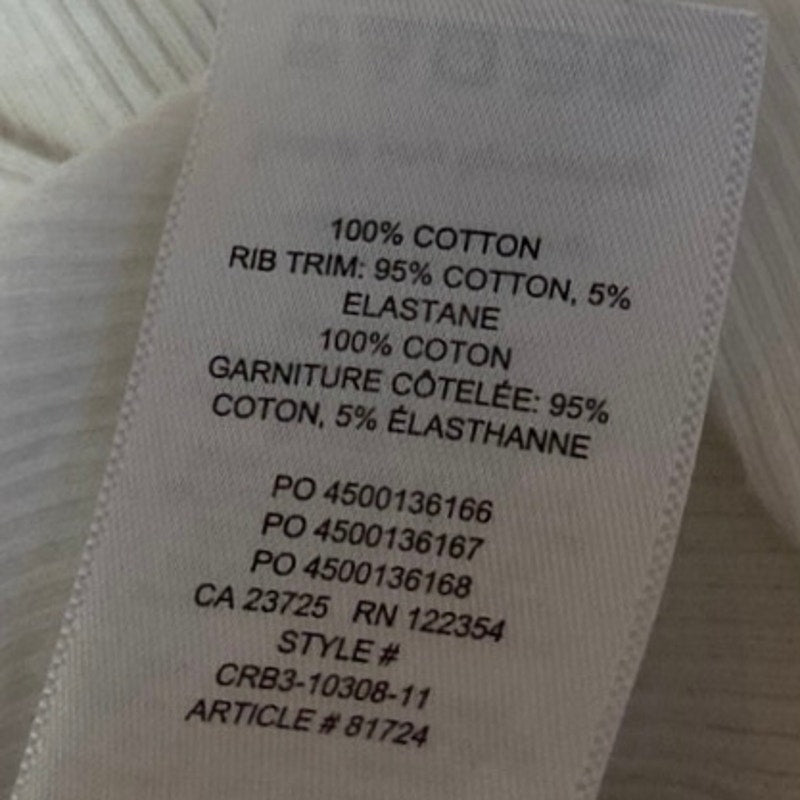 100% COTTON
RIB TRIM: 95% COTTON, 5%
ELASTANE
100% COTON
GARNITURE CÔTELÉE: 95%
COTON, 5% ÉLASTHANNE
PO 4500136166
PO 4500136167
PO 4500136168
CA 23725 RN 122354
STYLE #
CRB3-10308-11
ARTICLE # 81724